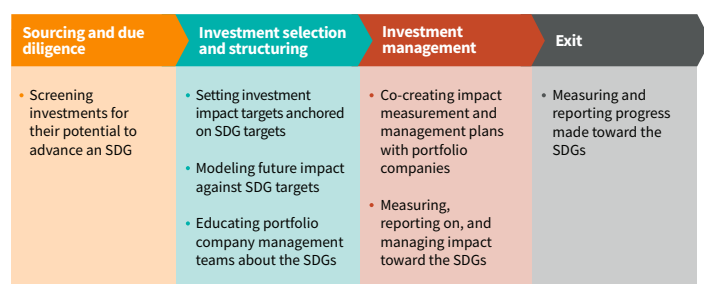 Sourcing and due
diligence
Investment selection
and structuring
Investment
management
Exit
• Screening
investments for
their potential to
advance an SDG
• Setting investment
impact targets anchored
on SDG targets
• Modeling future impact
against SDG targets
• Educating portfolio
company management
teams about the SDGs
• Co-creating impact
measurement and
management plans
with portfolio
companies
• Measuring,
reporting on, and
managing impact
toward the SDGs
• Measuring and
reporting progress
made toward the
SDGs